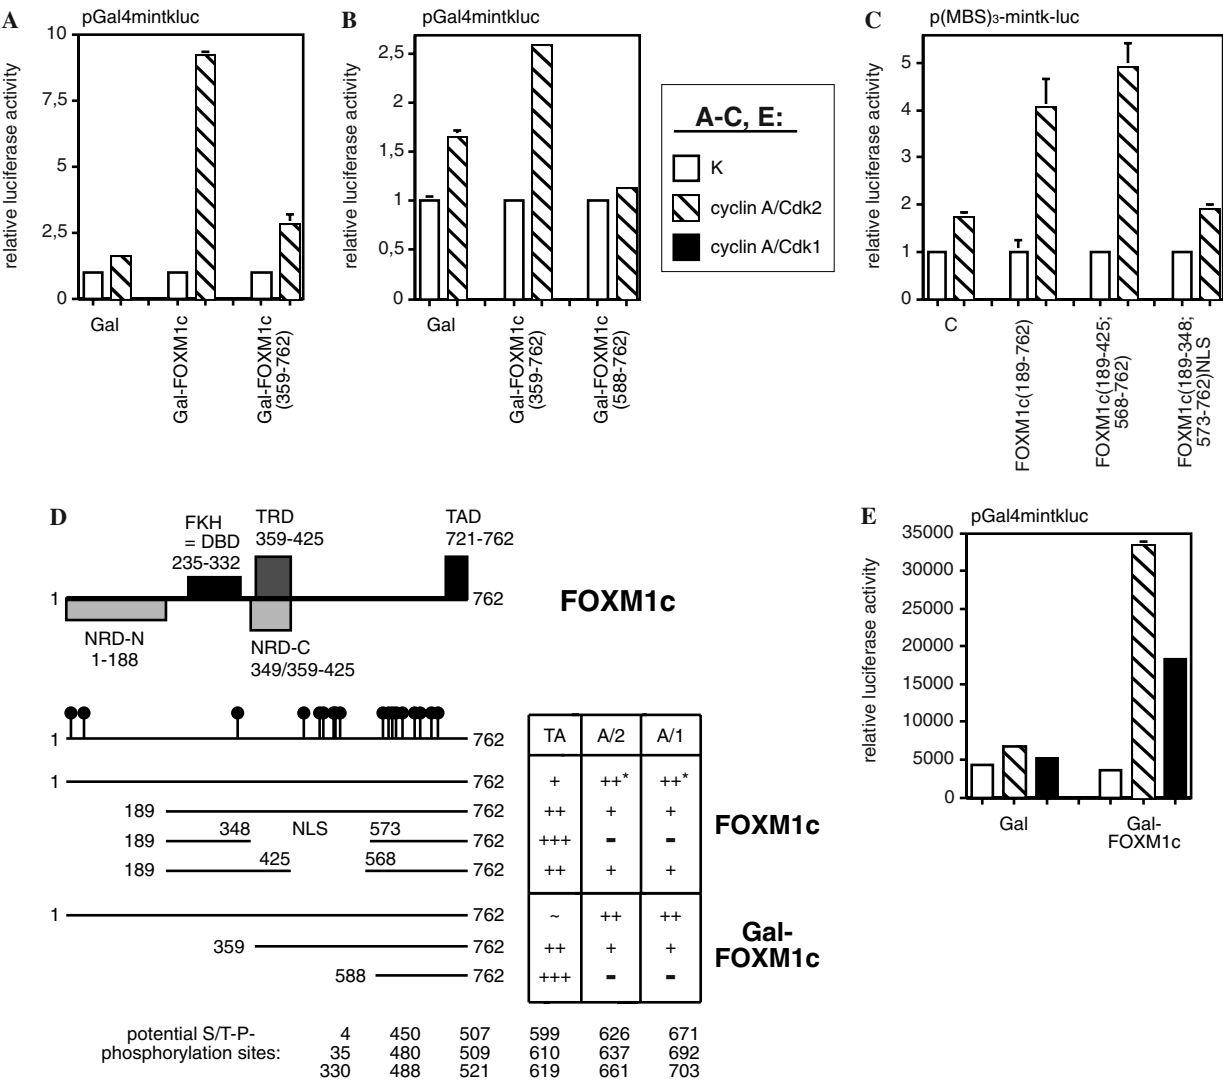 A
pGal4mintkluc
relative luciferase activity
10
7,5
5
2,5
0
Gal
Gal-FOXM1c
Gal-FOXM1c
(359-762)
B
pGal4mintkluc
relative luciferase activity
2,5
2
1,5
1
0,5
0
Gal
Gal-FOXM1c
(359-762)
Gal-FOXM1c
(588-762)
A-C, E:
K
cyclin A/Cdk2
cyclin A/Cdk1
C
p(MBS)₃-mintk-luc
relative luciferase activity
5
4
3
2
1
0
C
FOXM1c(189-762)
FOXM1c(189-425;
568-762)
FOXM1c(189-348;
573-762)NLS
D
FKH
= DBD
235-332
TRD
359-425
TAD
721-762
1
762
FOXM1c
NRD-N
1-188
NRD-C
349/359-425
1
762
TA A/2 A/1
1
762
+ ++* ++*
189
762
++ + +
FOXM1c
348 NLS 573
189
762
+++ - -
425 568
189
762
++ + +
1
762
~ ++ ++
Gal-
FOXM1c
359
762
++ + +
588
762
+++ - -
potential S/T-P-
phosphorylation sites:
4 450 507 599 626 671
35 480 509 610 637 692
330 488 521 619 661 703
E
pGal4mintkluc
relative luciferase activity
35000
30000
25000
20000
15000
10000
5000
0
Gal
Gal-
FOXM1c